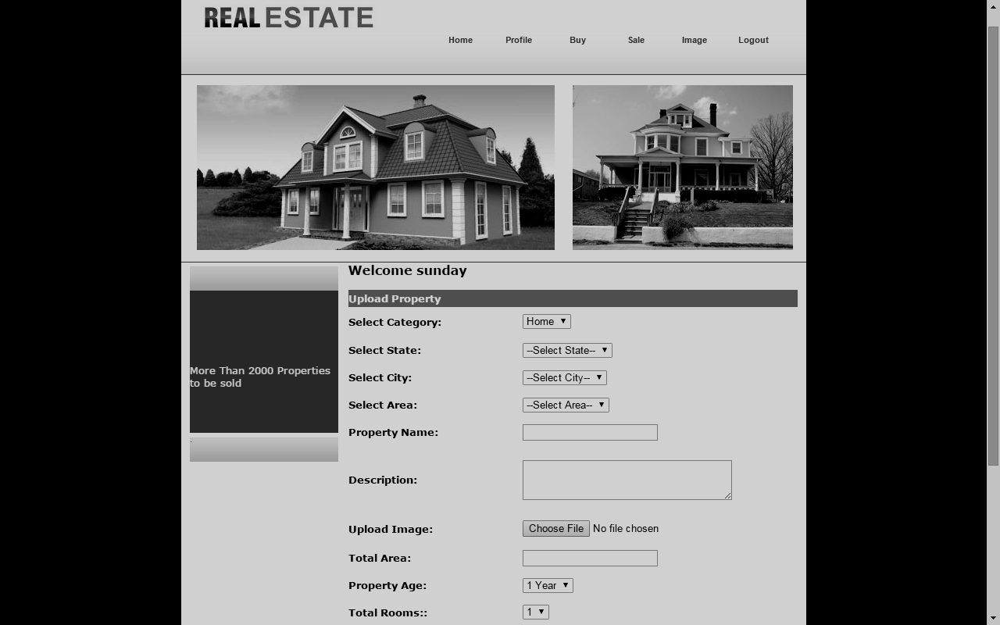 REAL ESTATE
Home Profile Buy Sale Image Logout
Welcome sunday
Upload Property
More Than 2000 Properties
to be sold
Select Category: Home
Select State: --Select State--
Select City: --Select City--
Select Area: --Select Area--
Property Name:
Description:
Upload Image: Choose File No file chosen
Total Area:
Property Age: 1 Year
Total Rooms:: 1